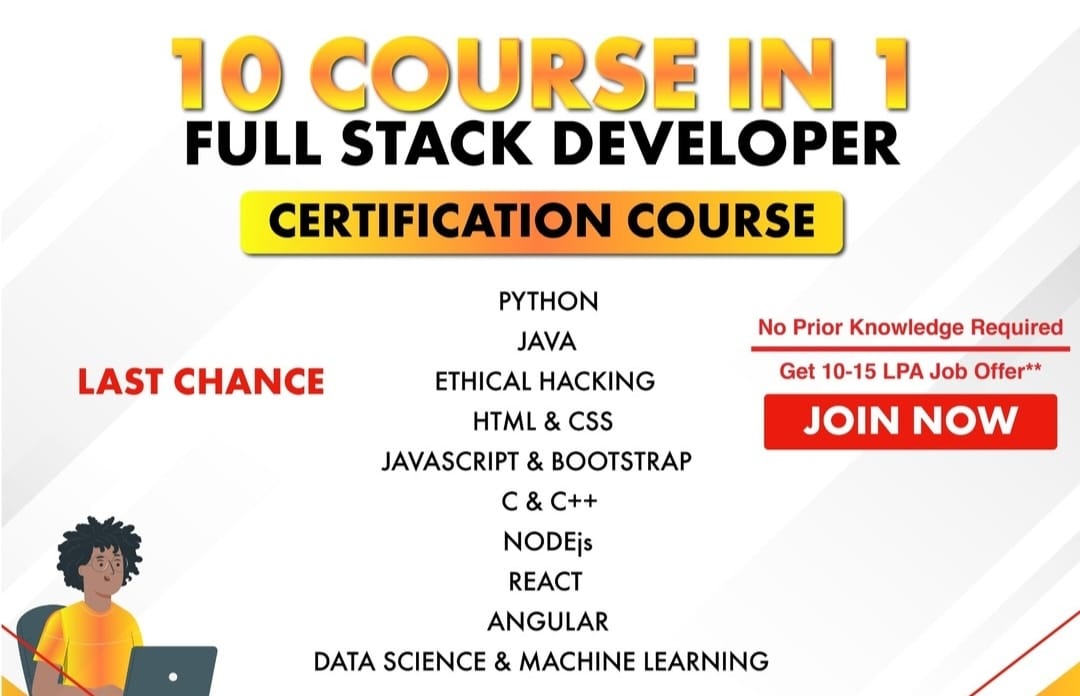 10 COURSE IN 1
FULL STACK DEVELOPER
CERTIFICATION COURSE
PYTHON
JAVA
ETHICAL HACKING
HTML & CSS
JAVASCRIPT & BOOTSTRAP
C & C++
NODEjs
REACT
ANGULAR
DATA SCIENCE & MACHINE LEARNING
LAST CHANCE
No Prior Knowledge Required
Get 10-15 LPA Job Offer**
JOIN NOW